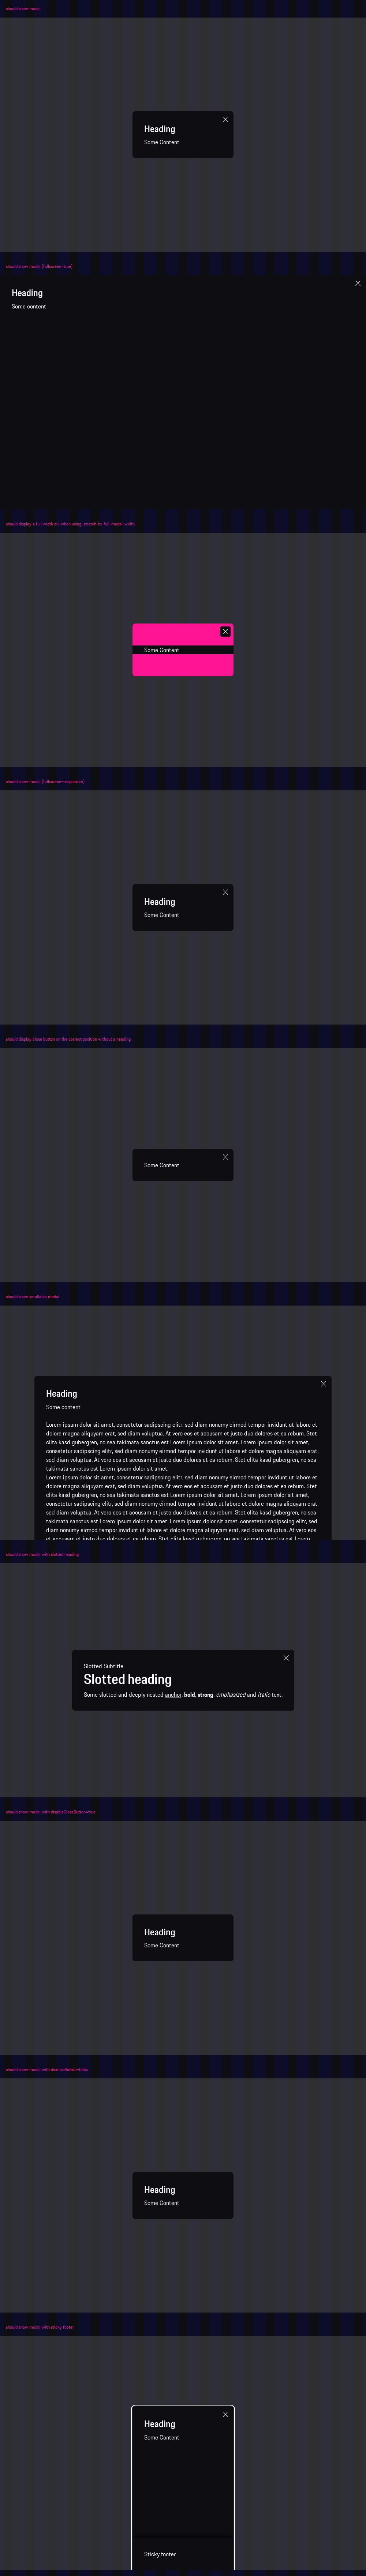 should show modal
Heading
Some Content
should show modal (fullscreen=true)
Heading
Some content
should display a full width div when using .stretch-to-full-modal-width
Some Content
should show modal (fullscreen=responsive)
Heading
Some Content
should display close button on the correct position without a heading
Some Content
should show scrollable modal
Heading
Some content
Lorem ipsum dolor sit amet, consetetur sadipscing elitr, sed diam nonumy eirmod tempor invidunt ut labore et
dolore magna aliquyam erat, sed diam voluptua. At vero eos et accusam et justo duo dolores et ea rebum. Stet
clita kasd gubergren, no sea takimata sanctus est Lorem ipsum dolor sit amet. Lorem ipsum dolor sit amet,
consetetur sadipscing elitr, sed diam nonumy eirmod tempor invidunt ut labore et dolore magna aliquyam erat,
sed diam voluptua. At vero eos et accusam et justo duo dolores et ea rebum. Stet clita kasd gubergren, no sea
takimata sanctus est Lorem ipsum dolor sit amet.
Lorem ipsum dolor sit amet, consetetur sadipscing elitr, sed diam nonumy eirmod tempor invidunt ut labore et
dolore magna aliquyam erat, sed diam voluptua. At vero eos et accusam et justo duo dolores et ea rebum. Stet
clita kasd gubergren, no sea takimata sanctus est Lorem ipsum dolor sit amet. Lorem ipsum dolor sit amet,
consetetur sadipscing elitr, sed diam nonumy eirmod tempor invidunt ut labore et dolore magna aliquyam erat,
sed diam voluptua. At vero eos et accusam et justo duo dolores et ea rebum. Stet clita kasd gubergren, no sea
takimata sanctus est Lorem ipsum dolor sit amet. Lorem ipsum dolor sit amet, consetetur sadipscing elitr, sed
diam nonumy eirmod tempor invidunt ut labore et dolore magna aliquyam erat, sed diam voluptua. At vero eos
et accusam et justo duo dolores et ea rebum. Stet clita kasd gubergren, no sea takimata sanctus est Lorem
should show modal with slotted heading
Slotted Subtitle
Slotted heading
Some slotted and deeply nested anchor, bold, strong, emphasized and italic text.
should show modal with disableCloseButton=true
Heading
Some Content
should show modal with dismissButton=false
Heading
Some Content
should show modal with sticky footer
Heading
Some Content
Sticky footer